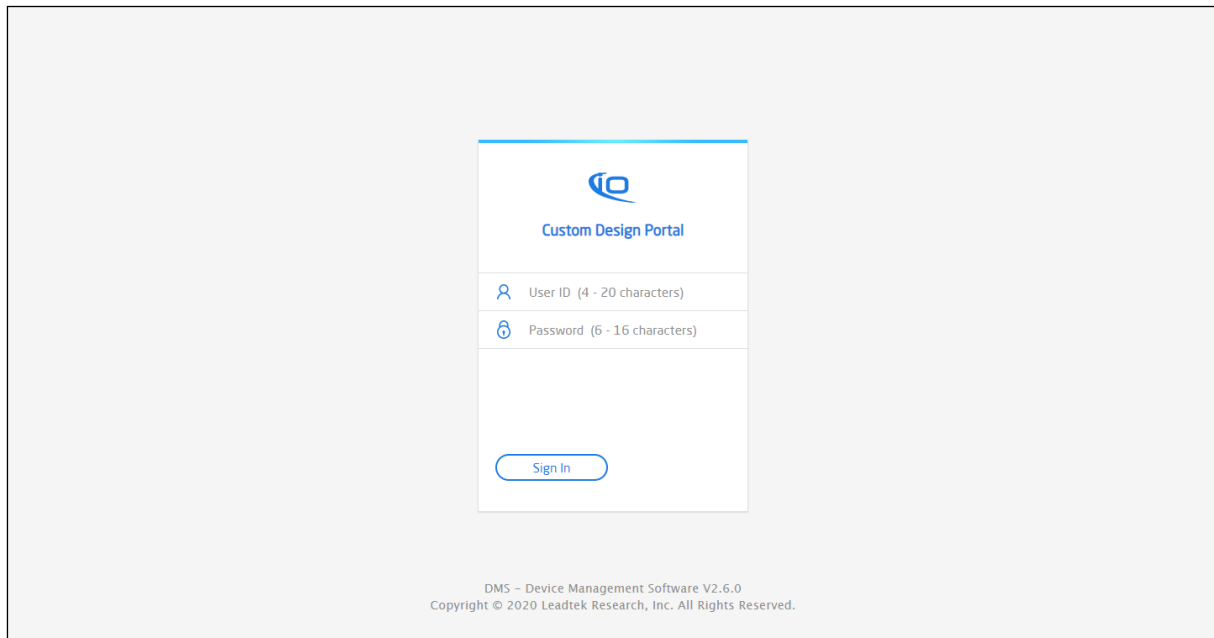 iO
Custom Design Portal
User ID (4 - 20 characters)
Password (6 - 16 characters)
Sign In
DMS – Device Management Software V2.6.0
Copyright © 2020 Leadtek Research, Inc. All Rights Reserved.